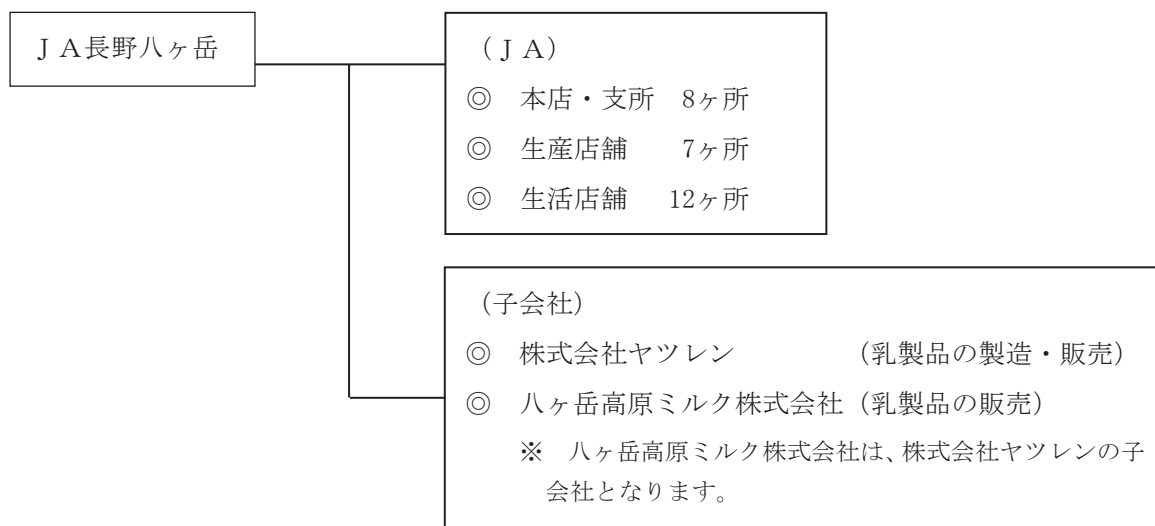 ＪＡ長野八ヶ岳
（ＪＡ）
◎　本店・支所　8ヶ所
◎　生産店舗　　7ヶ所
◎　生活店舗　 12ヶ所
（子会社）
◎　株式会社ヤツレン　　　　（乳製品の製造・販売）
◎　八ヶ岳高原ミルク株式会社（乳製品の販売）
※　八ヶ岳高原ミルク株式会社は、株式会社ヤツレンの子
会社となります。